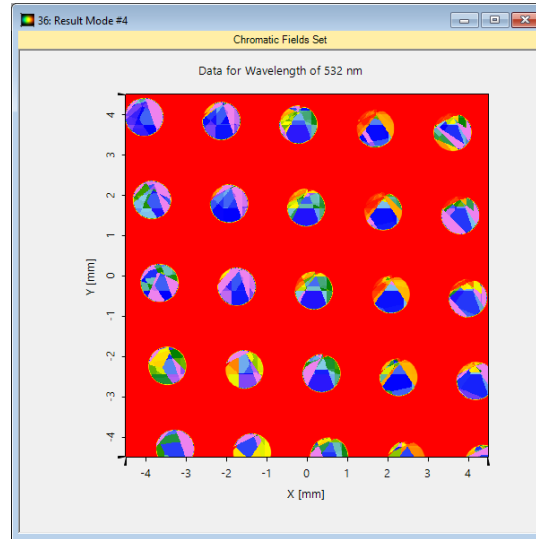 36: Result Mode #4
Chromatic Fields Set
Data for Wavelength of 532 nm
4
3
2
1
0
-1
-2
-3
-4
Y [mm]
-4 -3 -2 -1 0 1 2 3 4
X [mm]